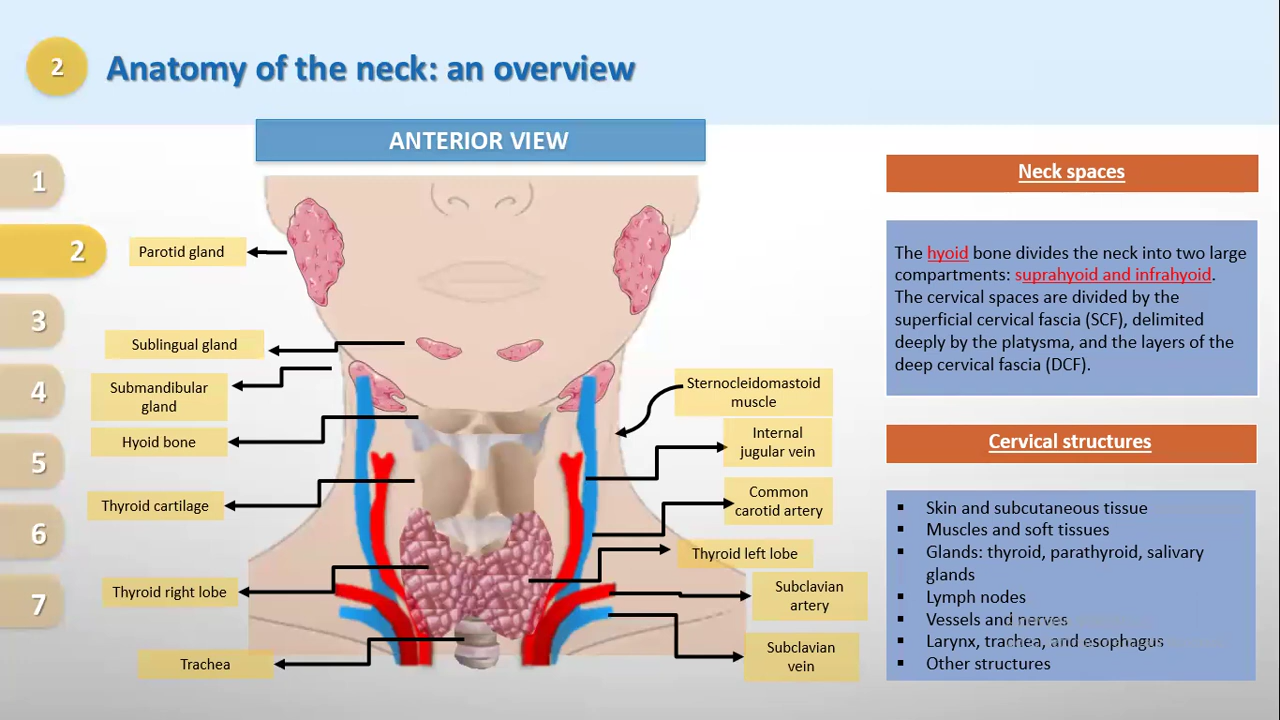 2
Anatomy of the neck: an overview
ANTERIOR VIEW
1
2
3
4
5
6
7
Parotid gland
Sublingual gland
Submandibular
gland
Hyoid bone
Thyroid cartilage
Thyroid right lobe
Trachea
Sternocleidomastoid
muscle
Internal
jugular vein
Common
carotid artery
Thyroid left lobe
Subclavian
artery
Subclavian
vein
Neck spaces
The hyoid bone divides the neck into two large
compartments: suprahyoid and infrahyoid.
The cervical spaces are divided by the
superficial cervical fascia (SCF), delimited
deeply by the platysma, and the layers of the
deep cervical fascia (DCF).
Cervical structures
▪ Skin and subcutaneous tissue
▪ Muscles and soft tissues
▪ Glands: thyroid, parathyroid, salivary
glands
▪ Lymph nodes
▪ Vessels and nerves
▪ Larynx, trachea, and esophagus
▪ Other structures